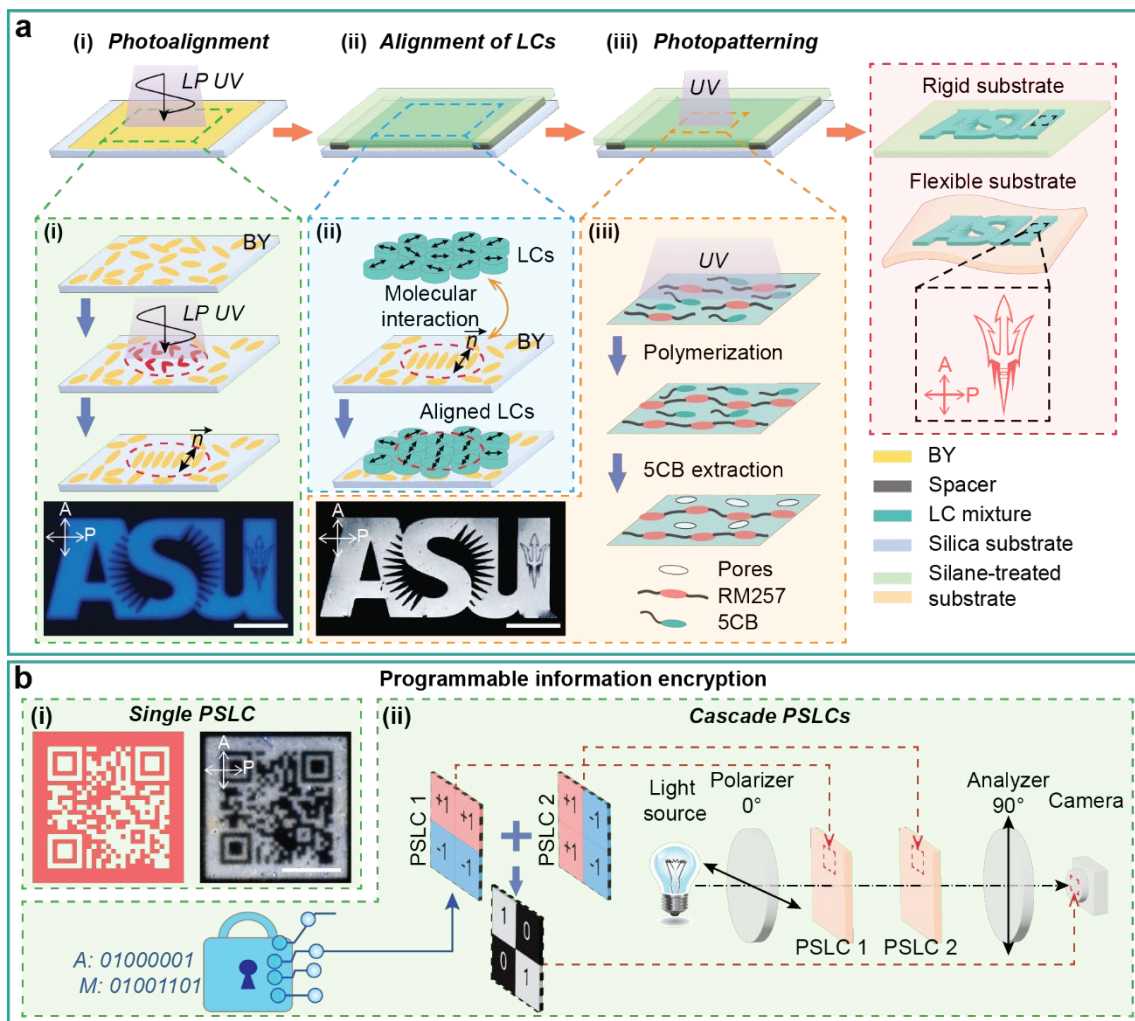 a
(i) Photoalignment
(ii) Alignment of LCs
(iii) Photopatterning
LP UV
UV
Rigid substrate
ASU
Flexible substrate
ASU
A
P
(i)
BY
LP UV
n
A
P
ASU
(ii)
LCs
Molecular
interaction
n
BY
Aligned LCs
A
P
ASU
(iii)
UV
Polymerization
5CB extraction
Pores
RM257
5CB
BY
Spacer
LC mixture
Silica substrate
Silane-treated
substrate
b
Programmable information encryption
(i)
Single PSLC
A
P
A: 01000001
M: 01001101
(ii)
Cascade PSLCs
PSLC 1
+1 +1
-1 -1
PSLC 2
+1 -1
+1 -1
1 0
0 1
Light
source
Polarizer
0°
PSLC 1
PSLC 2
Analyzer
90°
Camera